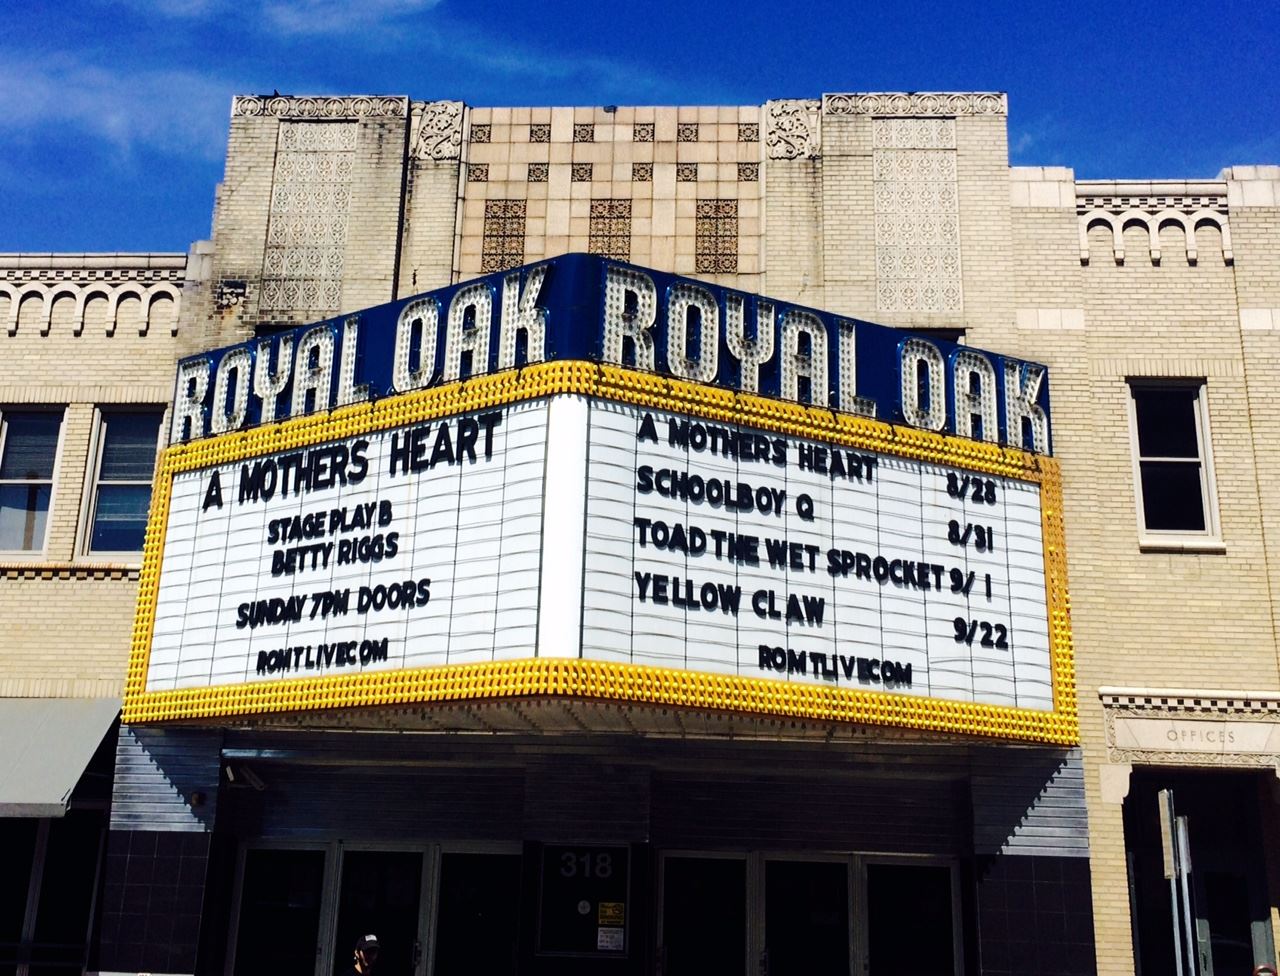 ROYAL OAK
A MOTHERS HEART
STAGE PLAY B
BETTY RIGGS
SUNDAY 7PM DOORS
ROMTLIVECOM
ROYAL OAK
A MOTHERS HEART 8/28
SCHOOLBOY Q 8/31
TOAD THE WET SPROCKET 9/1
YELLOW CLAW 9/22
ROMTLIVECOM
OFFICES
318